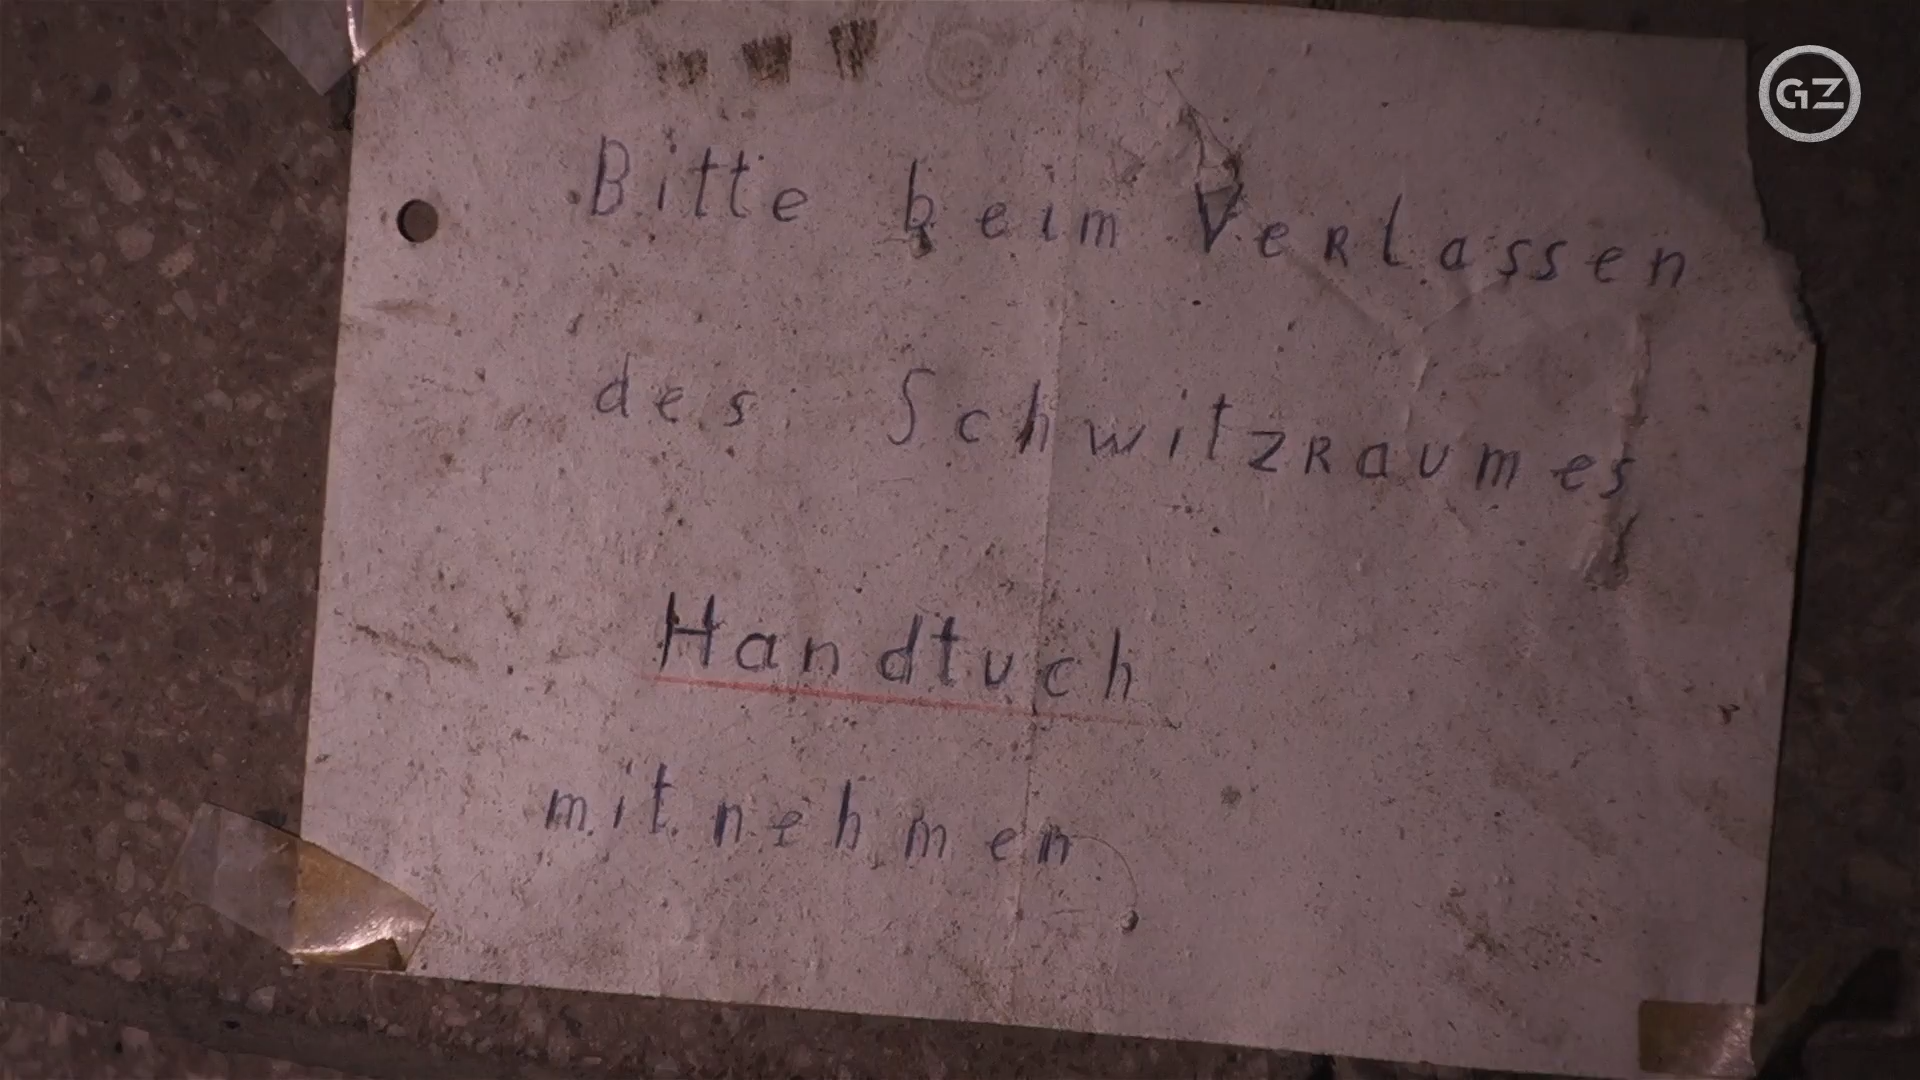 GZ
Bitte beim Verlassen
des Schwitzraumes
Handtuch
mitnehmen